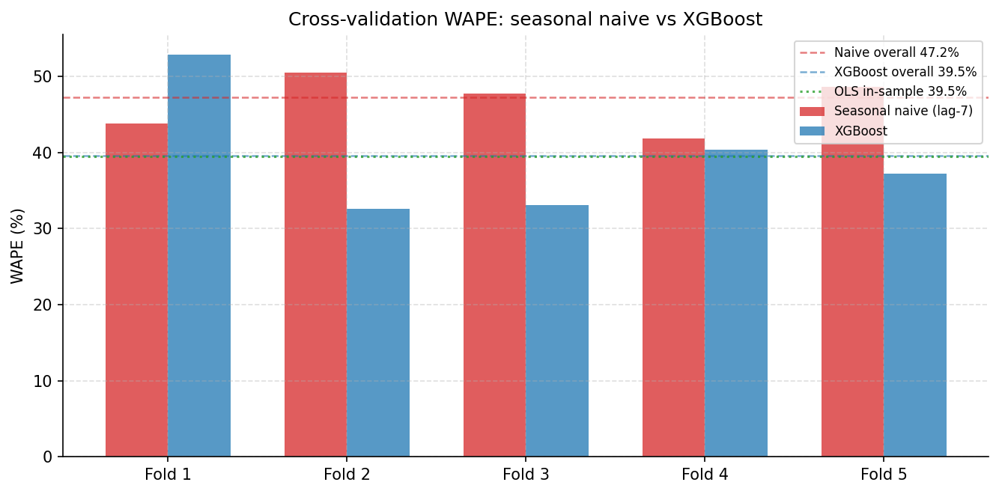 Cross-validation WAPE: seasonal naive vs XGBoost
Naive overall 47.2%
XGBoost overall 39.5%
OLS in-sample 39.5%
Seasonal naive (lag-7)
XGBoost
WAPE (%)
50
40
30
20
10
0
Fold 1
Fold 2
Fold 3
Fold 4
Fold 5